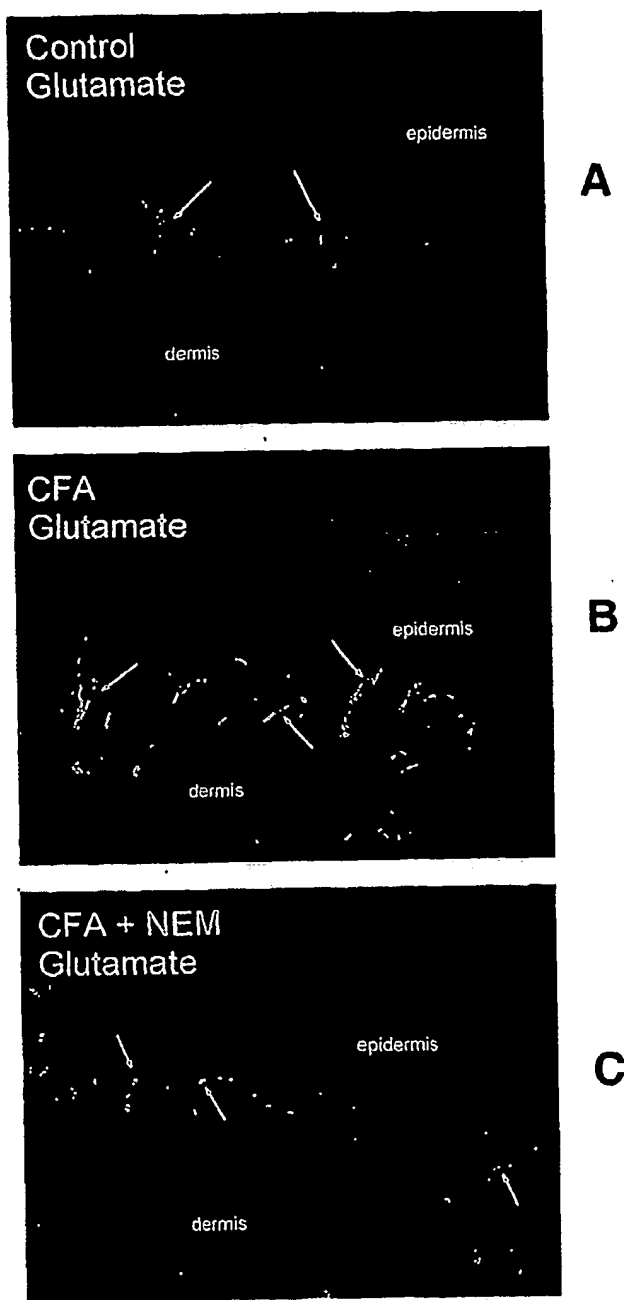 Control
Glutamate
epidermis
A
dermis
CFA
Glutamate
epidermis
B
dermis
CFA + NEM
Glutamate
epidermis
C
dermis